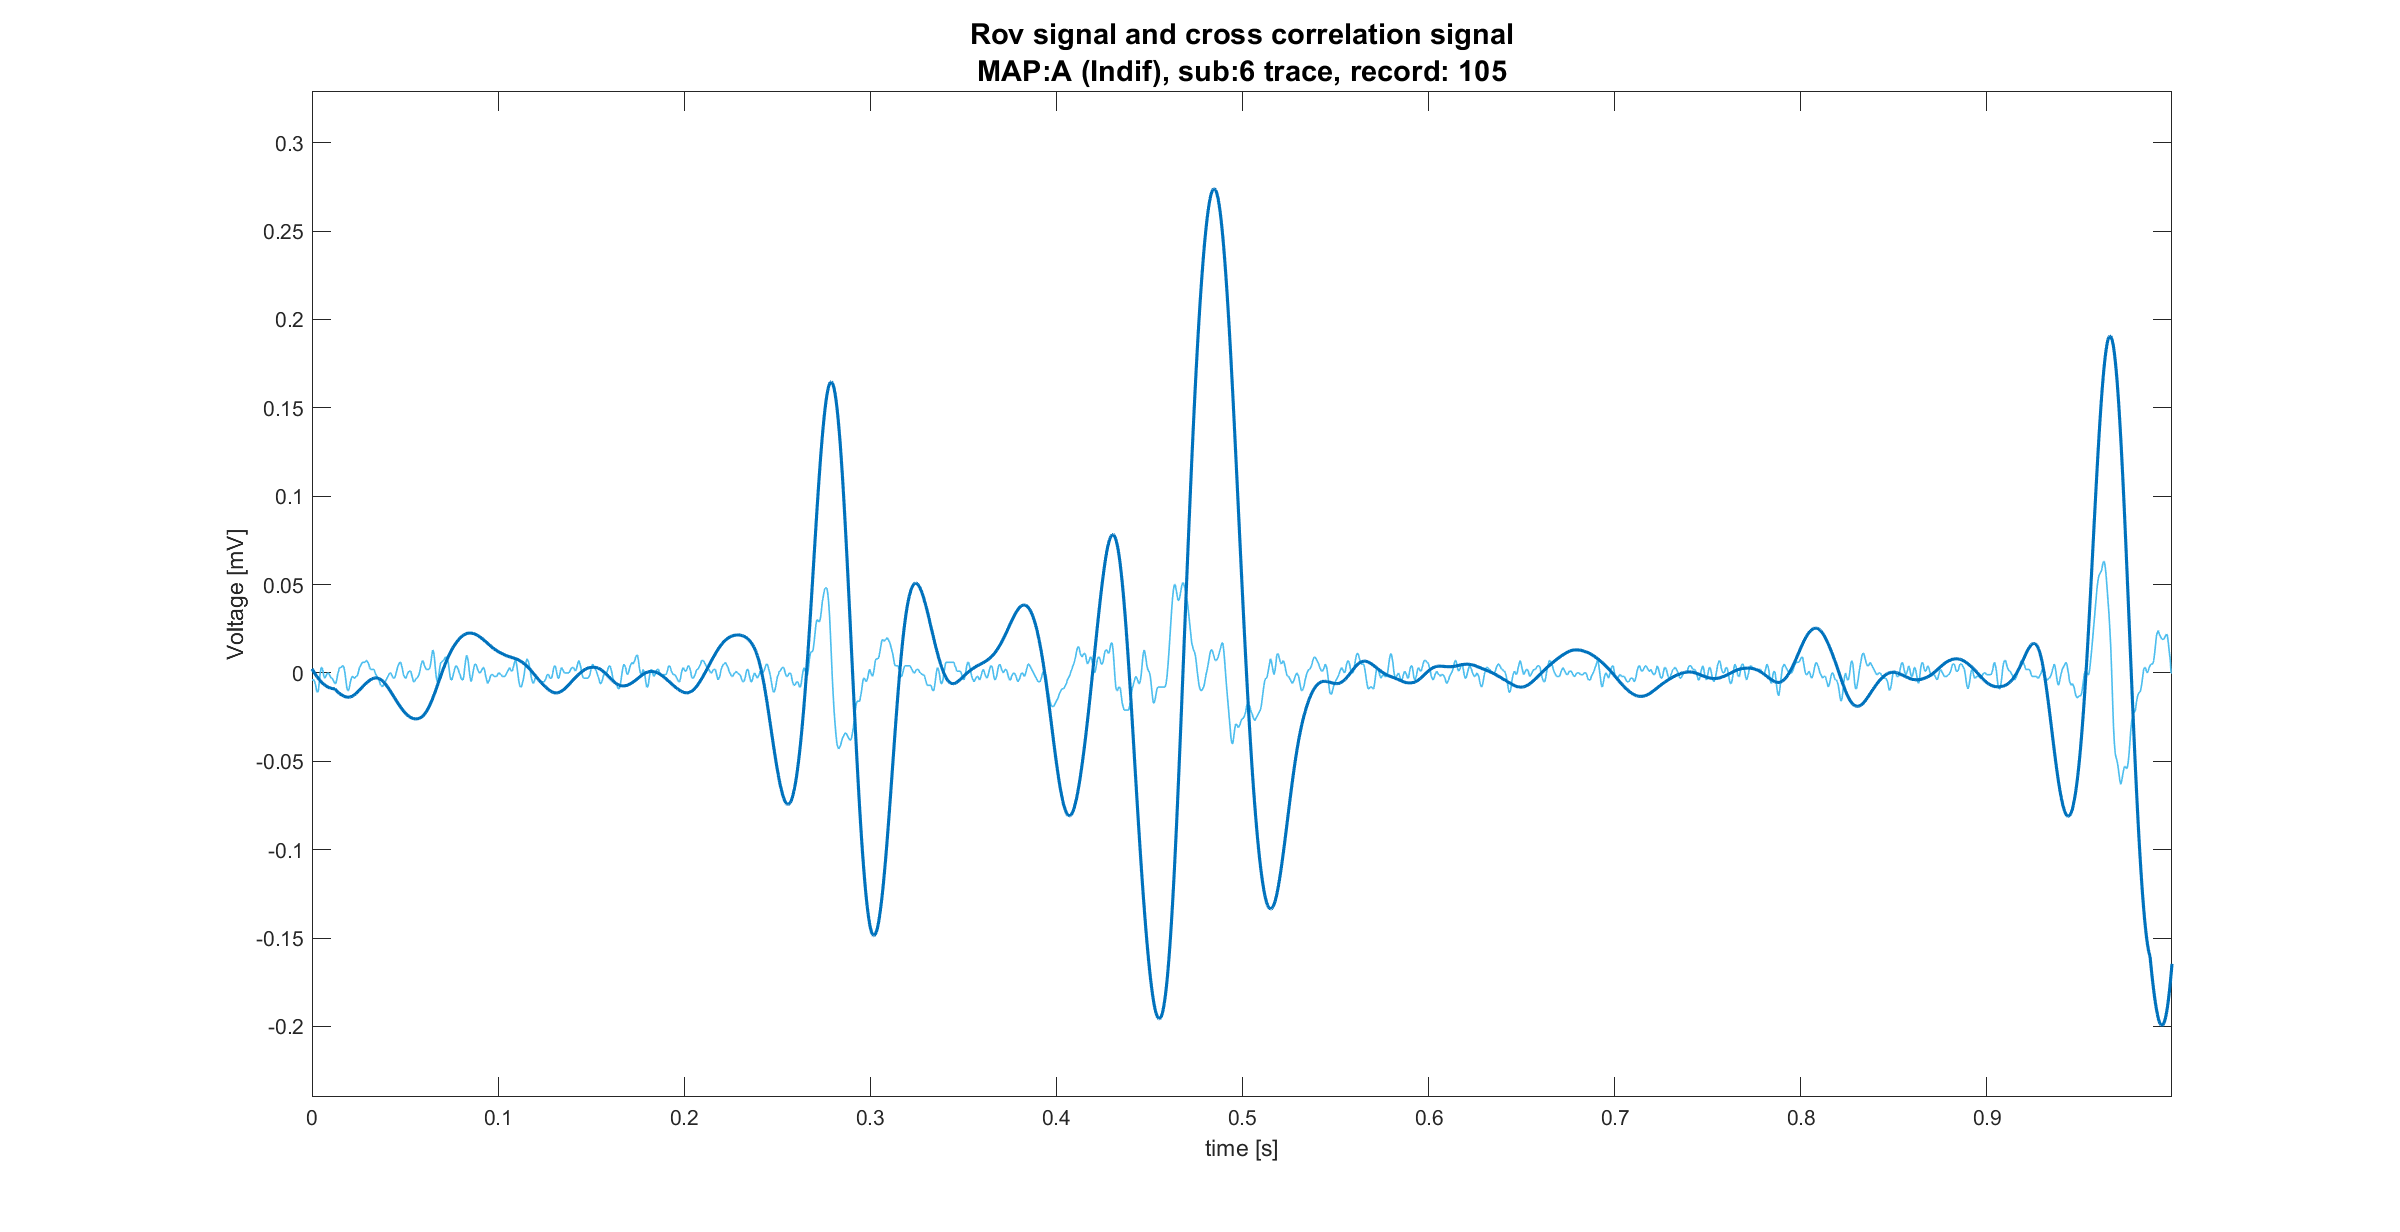 Rov signal and cross correlation signal
MAP:A (Indif), sub:6 trace, record: 105
0.3
0.25
0.2
0.15
0.1
0.05
0
-0.05
-0.1
-0.15
-0.2
Voltage [mV]
0 0.1 0.2 0.3 0.4 0.5 0.6 0.7 0.8 0.9
time [s]